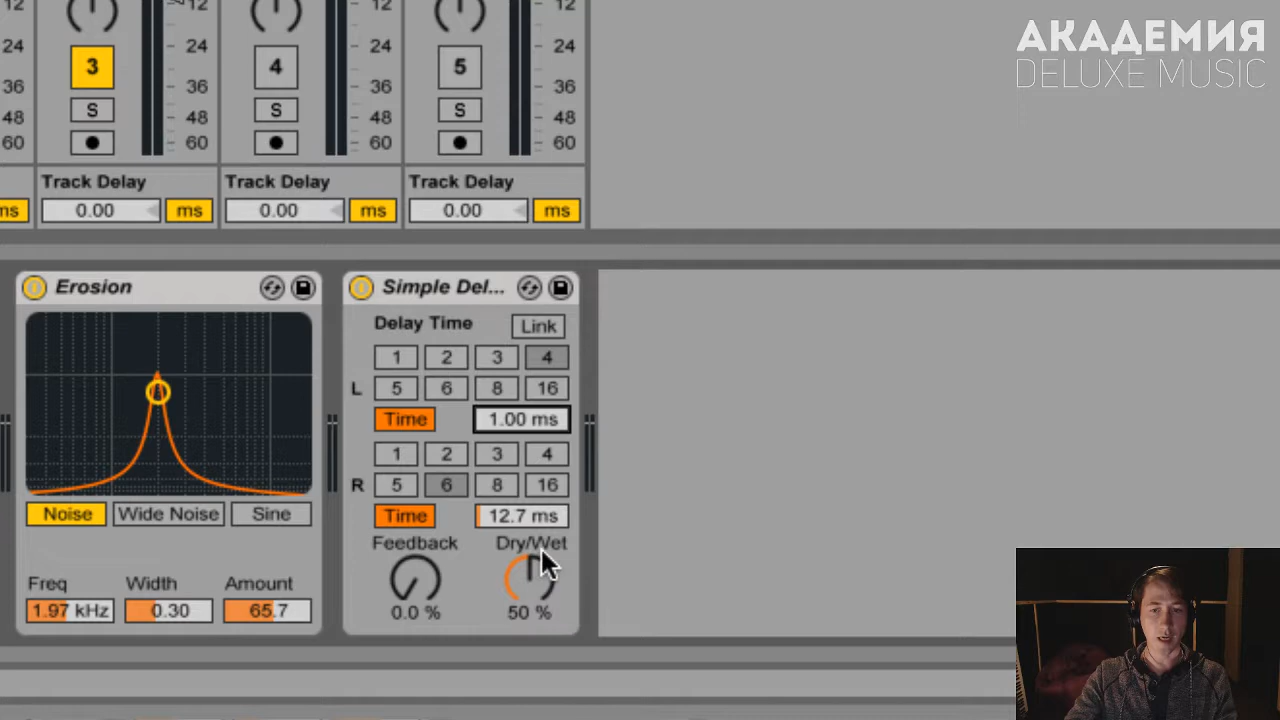 12 12 12
АКАДЕМИЯ
DELUXE MUSIC
24 3 24 4 24 5 24
36 36 36 36
S S S
48 48 48 48
60 60 60 60
Track Delay Track Delay Track Delay
ms 0.00 ms 0.00 ms 0.00 ms
Erosion
Noise Wide Noise Sine
Freq Width Amount
1.97 kHz 0.30 65.7
Simple Del...
Delay Time Link
1 2 3 4
L 5 6 8 16
Time 1.00 ms
1 2 3 4
R 5 6 8 16
Time 12.7 ms
Feedback Dry/Wet
0.0 % 50 %